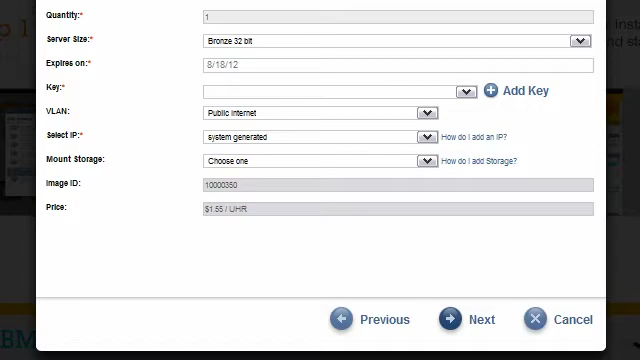 Quantity:* 1
Server Size:* Bronze 32 bit
Expires on:* 8/18/12
Key:* Add Key
VLAN: Public Internet
Select IP:* system generated How do I add an IP?
Mount Storage: Choose one How do I add Storage?
Image ID: 10000350
Price: $1.55 / UHR
Previous Next Cancel